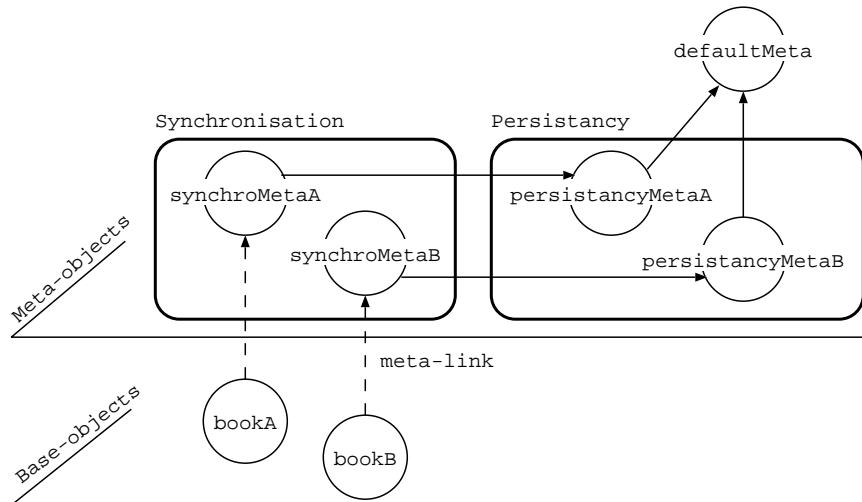 defaultMeta
Synchronisation
Persistancy
synchroMetaA
persistancyMetaA
synchroMetaB
persistancyMetaB
Meta-objects
meta-link
bookA
bookB
Base-objects